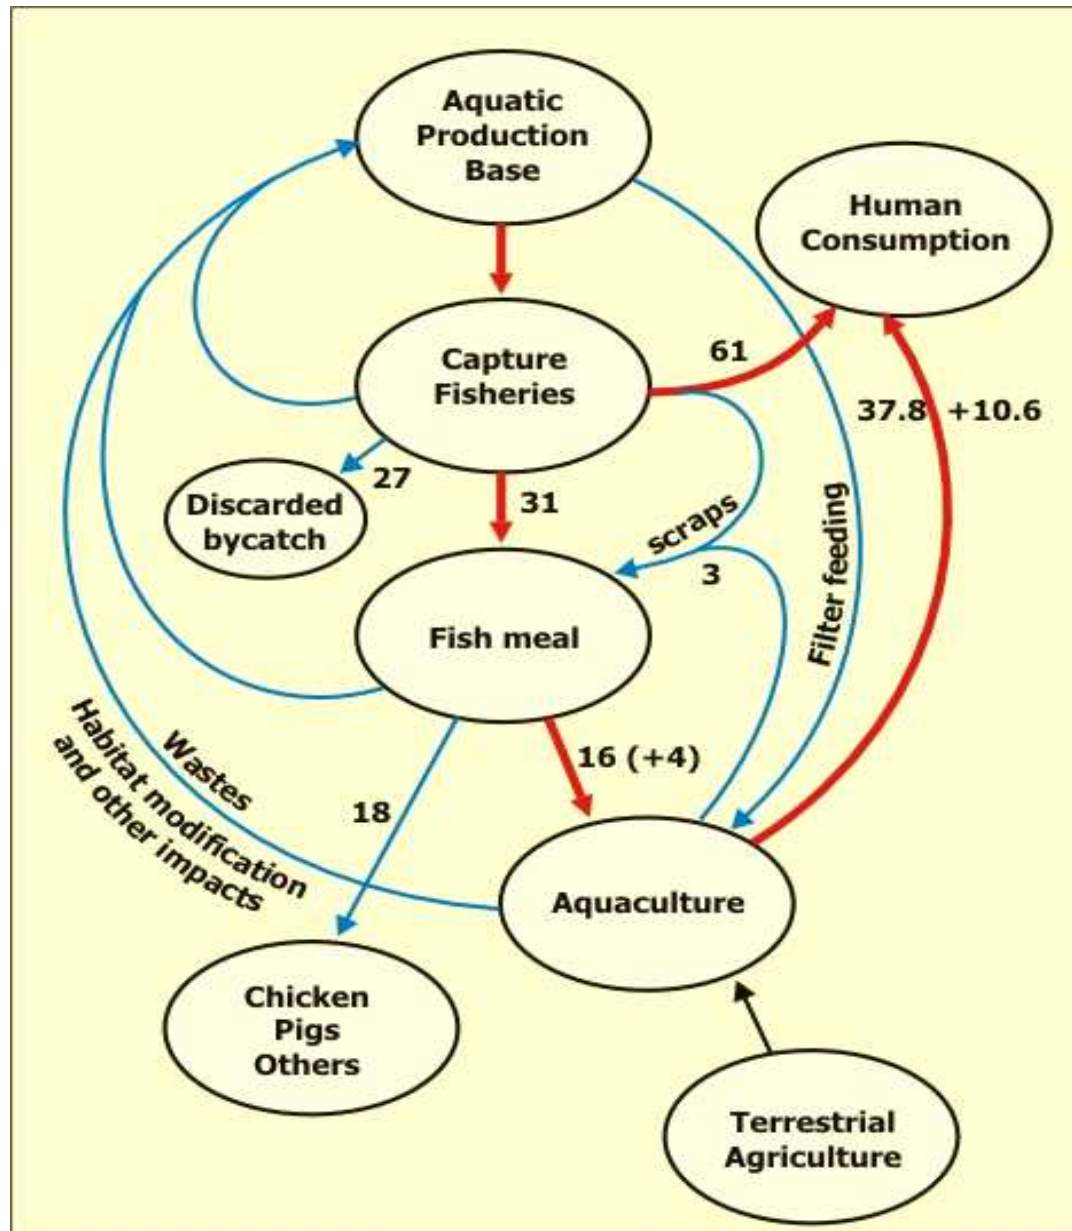 Aquatic
Production
Base
Human
Consumption
Capture
Fisheries
61
37.8 +10.6
27
Discarded
bycatch
31
scraps
3
Filter feeding
Fish meal
16 (+4)
18
Wastes
Habitat modification
and other impacts
Aquaculture
Chicken
Pigs
Others
Terrestrial
Agriculture